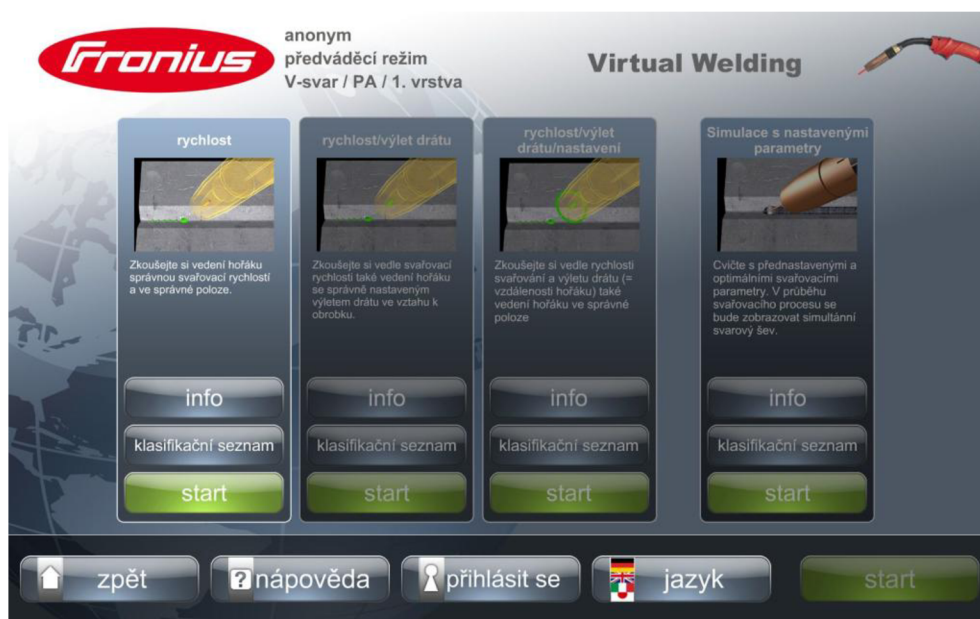 Fronius
anonym
předváděcí režim
V-svar / PA / 1. vrstva
Virtual Welding
rychlost
Zkoušejte si vedení hořáku
správnou svařovací rychlostí
a ve správné poloze.
info
klasifikační seznam
start
rychlost/výlet drátu
Zkoušejte si vedle svařovací
rychlosti také vedení hořáku
se správně nastaveným
výletem drátu ve vztahu k
obrobku.
info
klasifikační seznam
start
rychlost/výlet
drátu/nastavení
Zkoušejte si vedle rychlosti
svařování a výletu drátu (=
vzdálenosti hořáku) také
vedení hořáku ve správné
poloze
info
klasifikační seznam
start
Simulace s nastavenými
parametry
Cvičte s přednastavenými a
optimálními svařovacími
parametry. V průběhu
svařovacího procesu se
bude zobrazovat simultánní
svarový šev.
info
klasifikační seznam
start
zpět
? nápověda
přihlásit se
jazyk
start